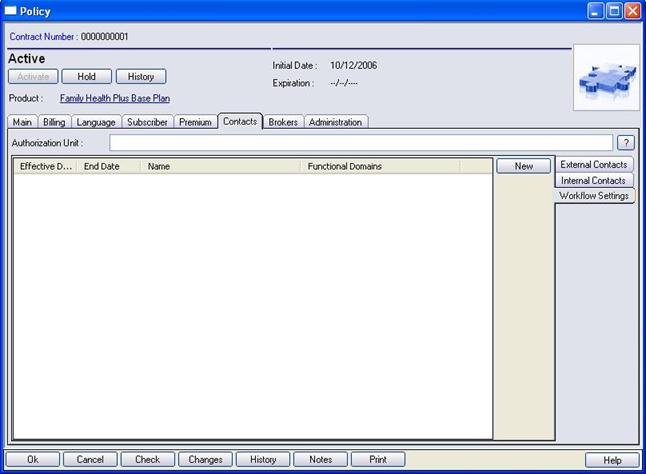 Policy
Contract Number : 0000000001
Active
Initial Date : 10/12/2006
Activate Hold History
Expiration : --/--/----
Product : Family Health Plus Base Plan
Main Billing Language Subscriber Premium Contacts Brokers Administration
Authorization Unit : ?
Effective D... End Date Name Functional Domains New External Contacts
Internal Contacts
Workflow Settings
Ok Cancel Check Changes History Notes Print Help